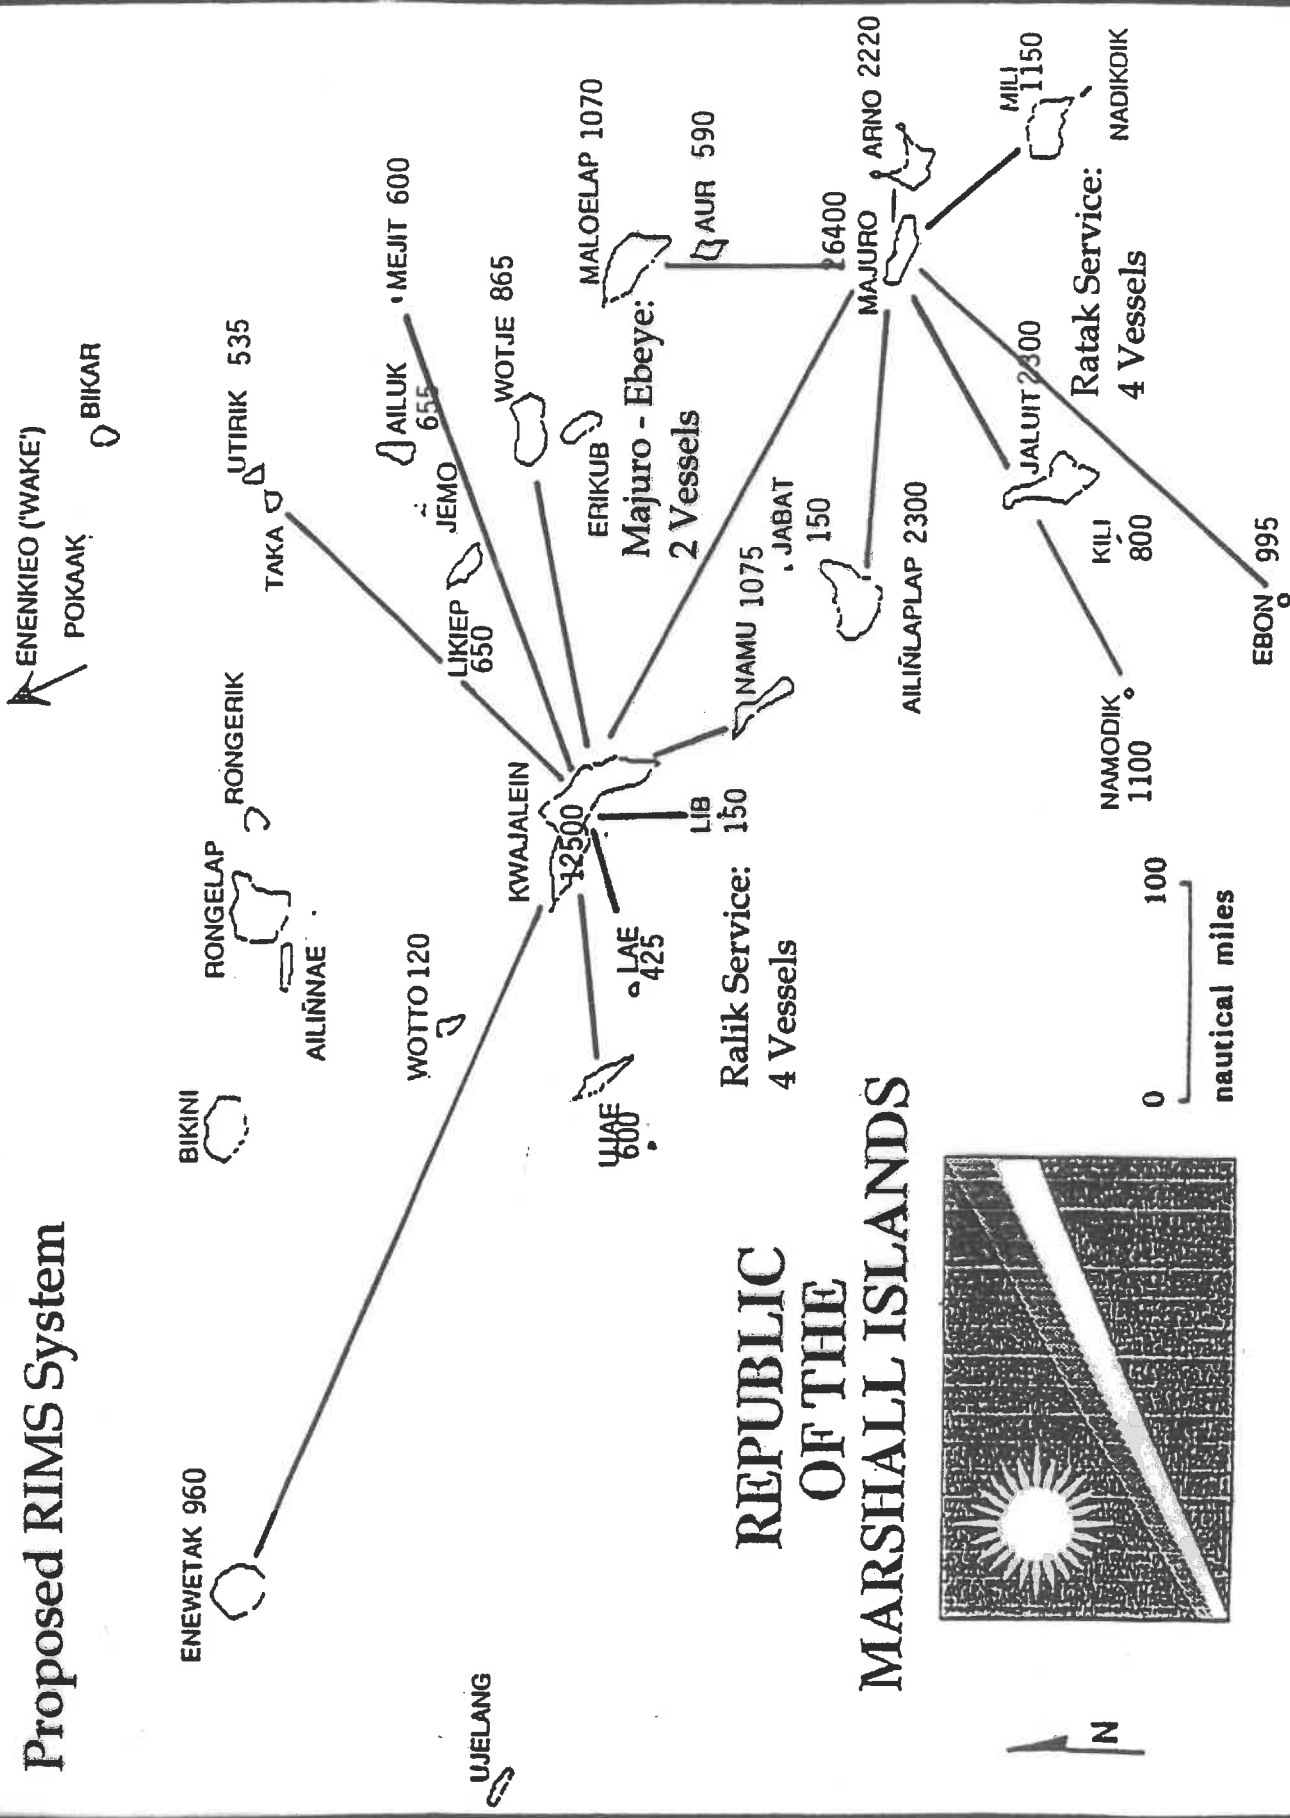 Proposed RIMS System
ENENKIEO ('WAKE')
POKAAK
BIKAR
ENEWETAK 960
BIKINI
RONGELAP
RONGERIK
AILIÑNAE
TAKA
UTIRIK 535
UJELANG
WOTTO 120
LIKIEP
650
JEMO
AILUK
655
MEJIT 600
KWAJALEIN
12500
WOTJE 865
ERIKUB
UJAE
600
LAE
425
LIB
150
Majuro - Ebeye:
2 Vessels
MALOELAP 1070
AUR 590
Ralik Service:
4 Vessels
NAMU 1075
JABAT
150
AILIÑLAPLAP 2300
26400
MAJURO
ARNO 2220
MILI
1150
NADIKDIK
Ratak Service:
4 Vessels
JALUIT 2300
KILI
800
NAMODIK
1100
EBON
995
REPUBLIC
OF THE
MARSHALL ISLANDS
0 100
nautical miles
N